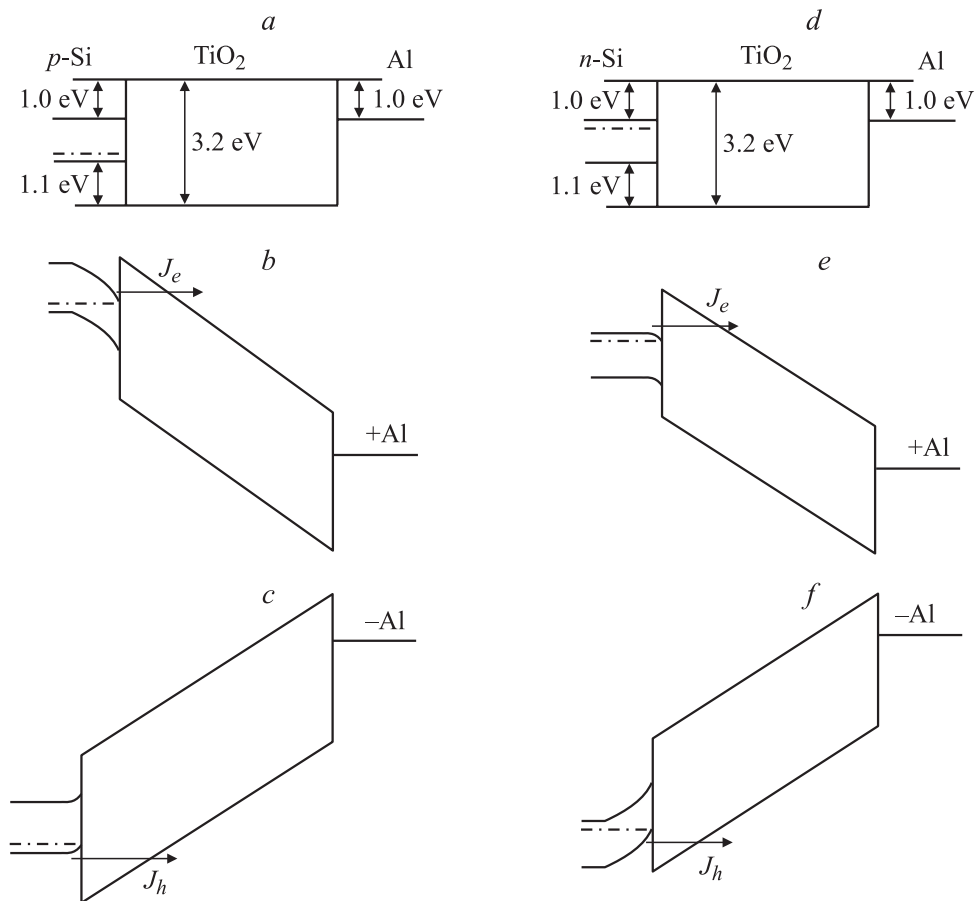 a
p-Si TiO₂ Al
1.0 eV 1.0 eV
3.2 eV
1.1 eV
d
n-Si TiO₂ Al
1.0 eV 1.0 eV
3.2 eV
1.1 eV
b
Jₑ
+Al
e
Jₑ
+Al
c
–Al
Jₕ
f
–Al
Jₕ